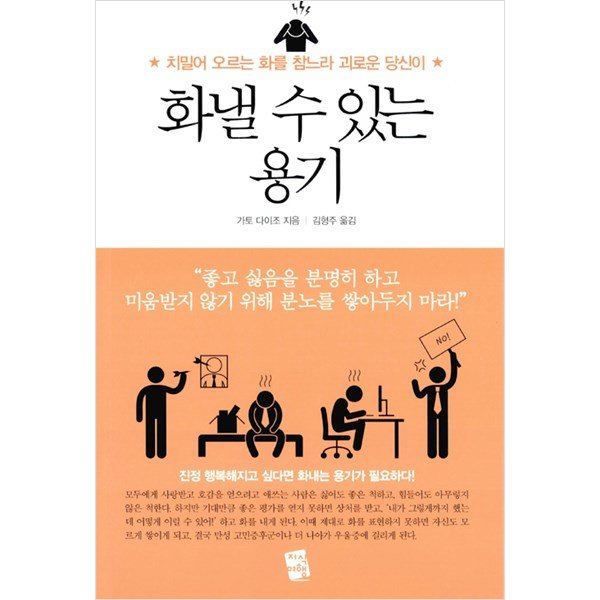 ★ 치밀어 오르는 화를 참느라 괴로운 당신이 ★
화낼 수 있는
용기
가토 다이조 지음 | 김형주 옮김
“좋고 싫음을 분명히 하고
미움받지 않기 위해 분노를 쌓아두지 마라!”
NO!
진정 행복해지고 싶다면 화내는 용기가 필요하다!
모두에게 사랑받고 호감을 얻으려고 애쓰는 사람은 싫어도 좋은 척하고, 힘들어도 아무렇지
않은 척한다. 하지만 기대만큼 좋은 평가를 얻지 못하면 상처를 받고, ‘내가 그렇게까지 했는
데 어떻게 이럴 수 있어!’ 하고 화를 내게 된다. 이때 제대로 화를 표현하지 못하면 자신도 모
르게 쌓이게 되고, 결국 만성 고민증후군이나 더 나아가 우울증에 걸리게 된다.
지식
여행